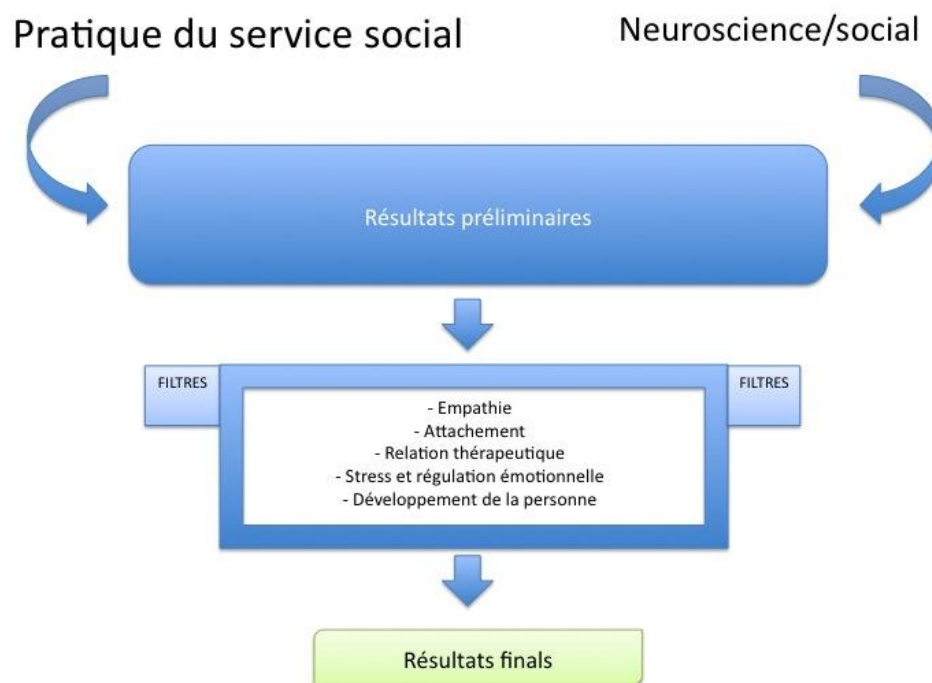 Pratique du service social
Neuroscience/social
Résultats préliminaires
FILTRES
FILTRES
- Empathie
- Attachement
- Relation thérapeutique
- Stress et régulation émotionnelle
- Développement de la personne
Résultats finals